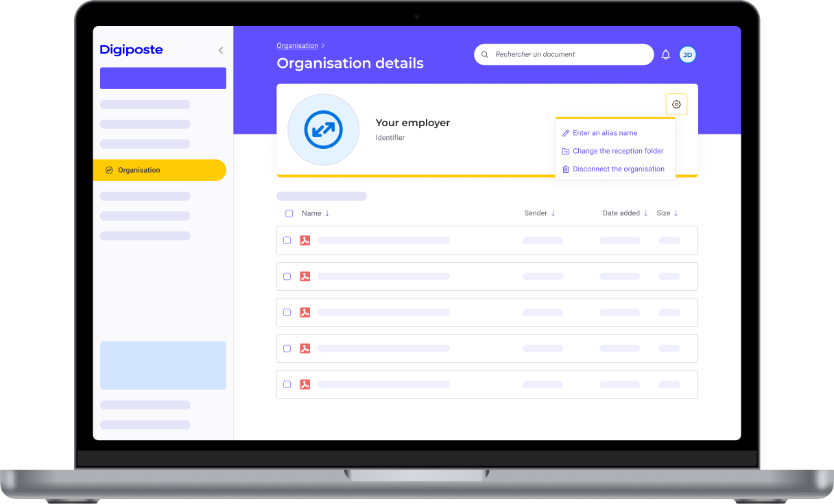 Digiposte
Organisation
Organisation
Organisation details
Rechercher un document
JD
Your employer
Identifier
Enter an alias name
Change the reception folder
Disconnect the organisation
Name
Sender
Date added
Size